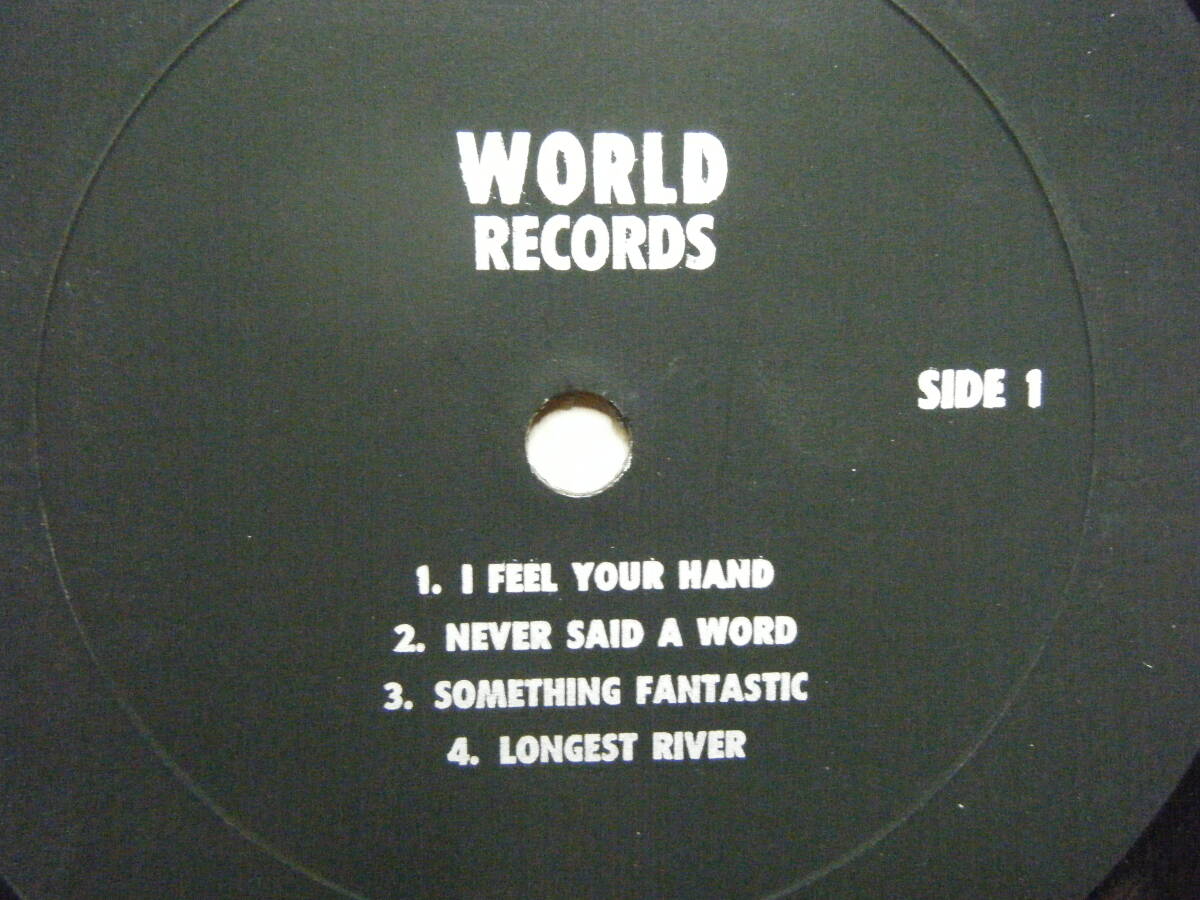 WORLD
RECORDS
SIDE 1
1. I FEEL YOUR HAND
2. NEVER SAID A WORD
3. SOMETHING FANTASTIC
4. LONGEST RIVER